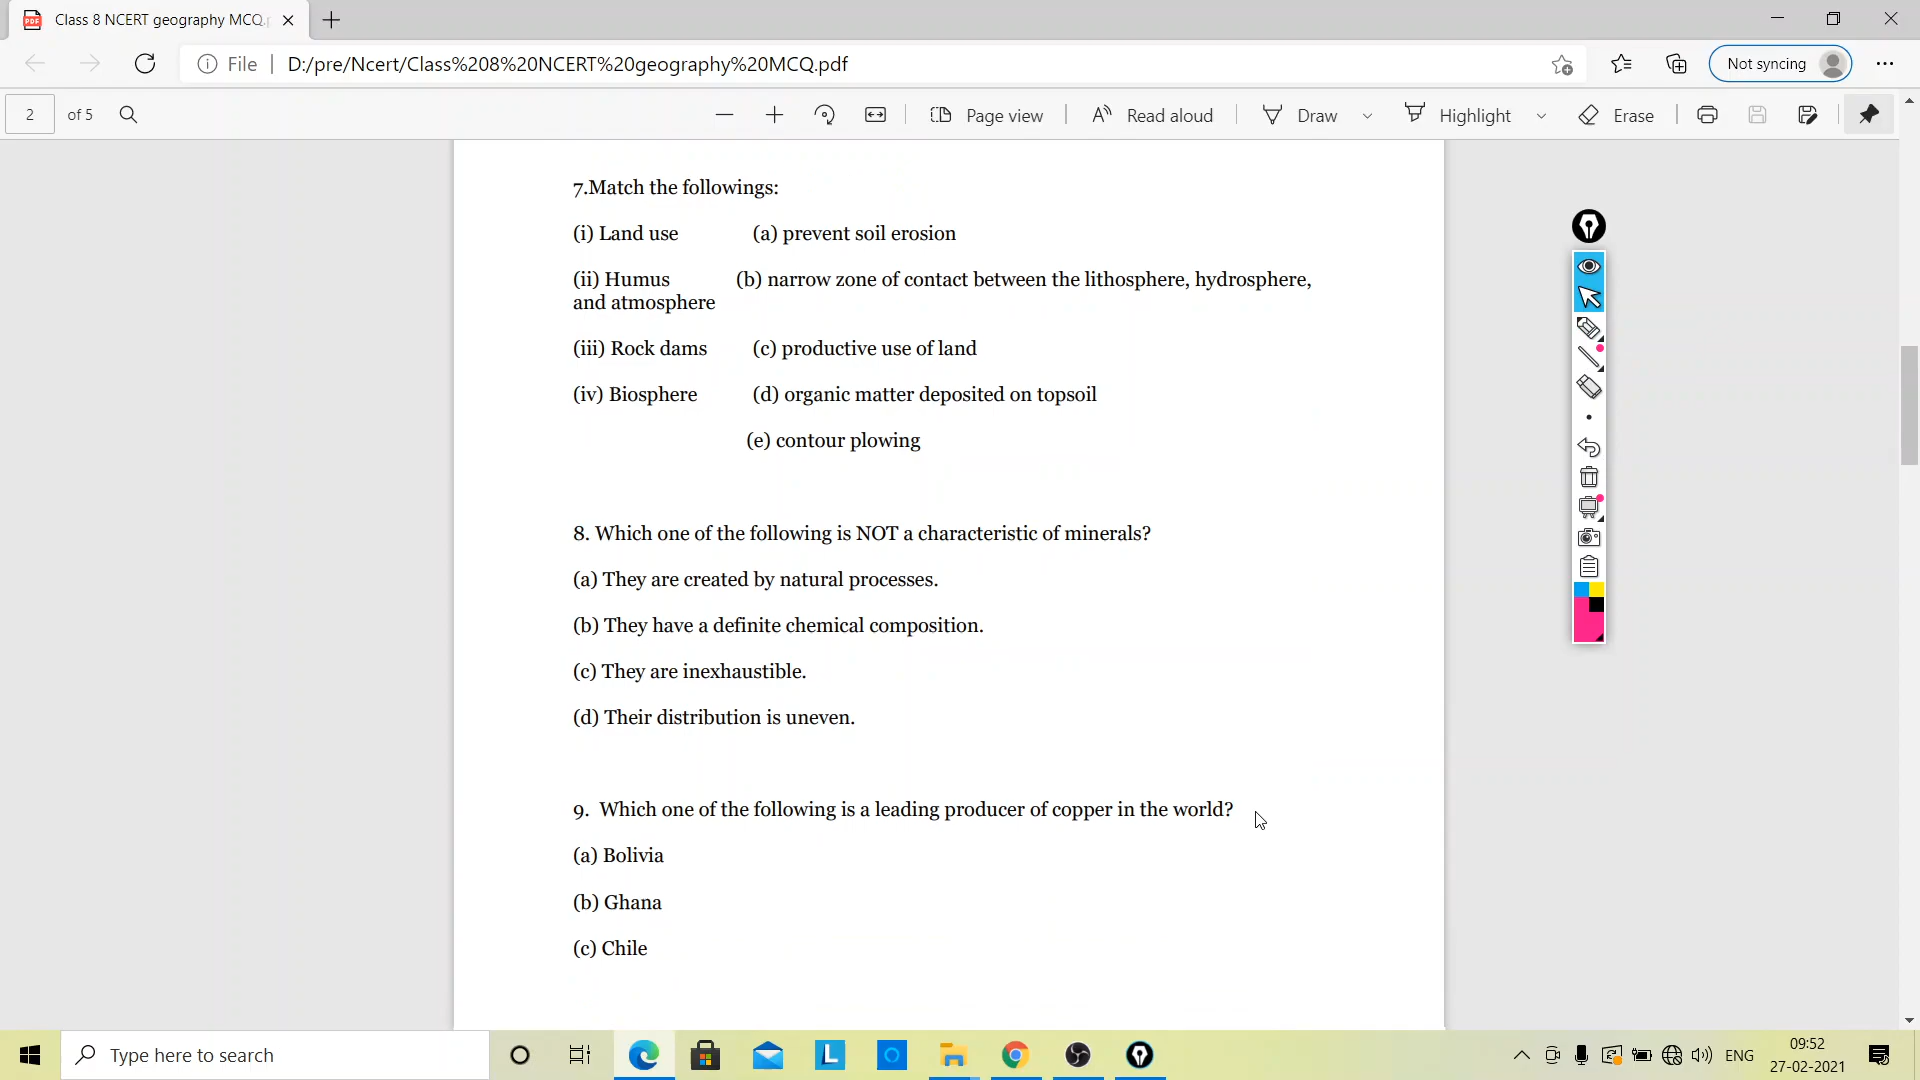 Class 8 NCERT geography MCQ.
File
D:/pre/Ncert/Class%208%20NCERT%20geography%20MCQ.pdf
Not syncing
2 of 5
Page view
Read aloud
Draw
Highlight
Erase
7.Match the followings:
(i) Land use (a) prevent soil erosion
(ii) Humus (b) narrow zone of contact between the lithosphere, hydrosphere,
and atmosphere
(iii) Rock dams (c) productive use of land
(iv) Biosphere (d) organic matter deposited on topsoil
(e) contour plowing
8. Which one of the following is NOT a characteristic of minerals?
(a) They are created by natural processes.
(b) They have a definite chemical composition.
(c) They are inexhaustible.
(d) Their distribution is uneven.
9. Which one of the following is a leading producer of copper in the world?
(a) Bolivia
(b) Ghana
(c) Chile
Type here to search
L
ENG
09:52
27-02-2021